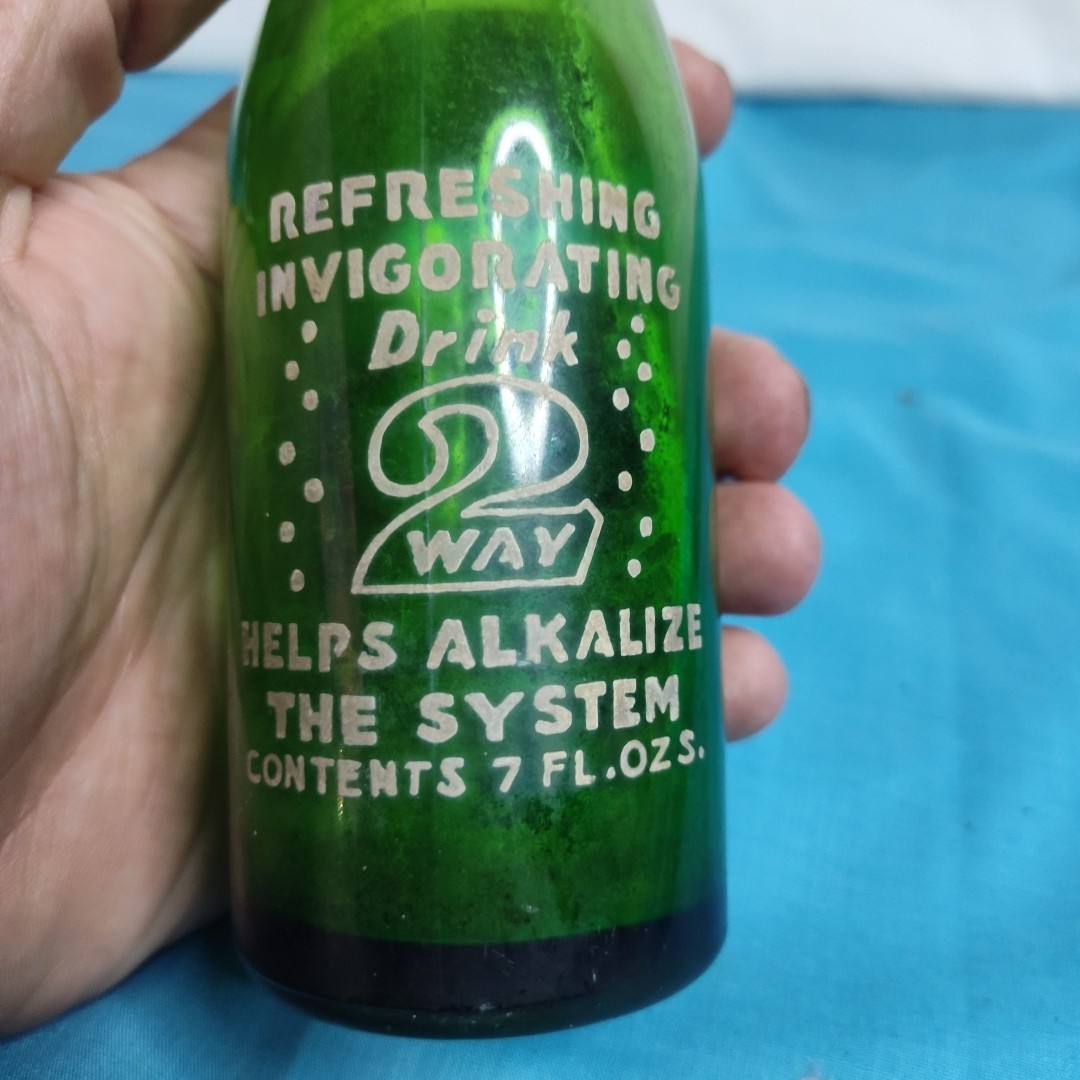 REFRESHING
INVIGORATING
Drink
2
WAY
HELPS ALKALIZE
THE SYSTEM
CONTENTS 7 FL.OZS.